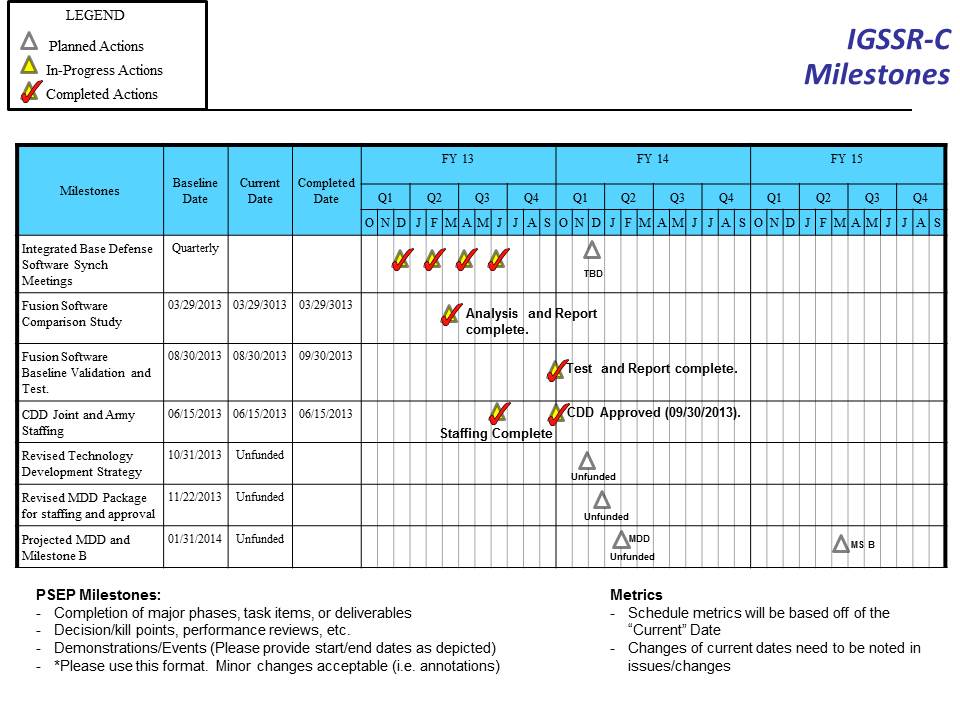 LEGEND
Planned Actions
In-Progress Actions
Completed Actions
IGSSR-C
Milestones
Milestones
Baseline
Date
Current
Date
Completed
Date
FY 13
FY 14
FY 15
Q1 Q2 Q3 Q4 Q1 Q2 Q3 Q4 Q1 Q2 Q3 Q4
O N D J F M A M J J A S O N D J F M A M J J A S O N D J F M A M J J A S
Integrated Base Defense
Software Synch
Meetings
Quarterly
TBD
Fusion Software
Comparison Study
03/29/2013 03/29/3013 03/29/3013
Analysis and Report
complete.
Fusion Software
Baseline Validation and
Test.
08/30/2013 08/30/2013 09/30/2013
Test and Report complete.
CDD Joint and Army
Staffing
06/15/2013 06/15/2013 06/15/2013
CDD Approved (09/30/2013).
Staffing Complete
Revised Technology
Development Strategy
10/31/2013 Unfunded
Unfunded
Revised MDD Package
for staffing and approval
11/22/2013 Unfunded
Unfunded
Projected MDD and
Milestone B
01/31/2014 Unfunded
MDD
Unfunded
MS B
PSEP Milestones:
- Completion of major phases, task items, or deliverables
- Decision/kill points, performance reviews, etc.
- Demonstrations/Events (Please provide start/end dates as depicted)
- *Please use this format. Minor changes acceptable (i.e. annotations)
Metrics
- Schedule metrics will be based off of the
“Current” Date
- Changes of current dates need to be noted in
issues/changes